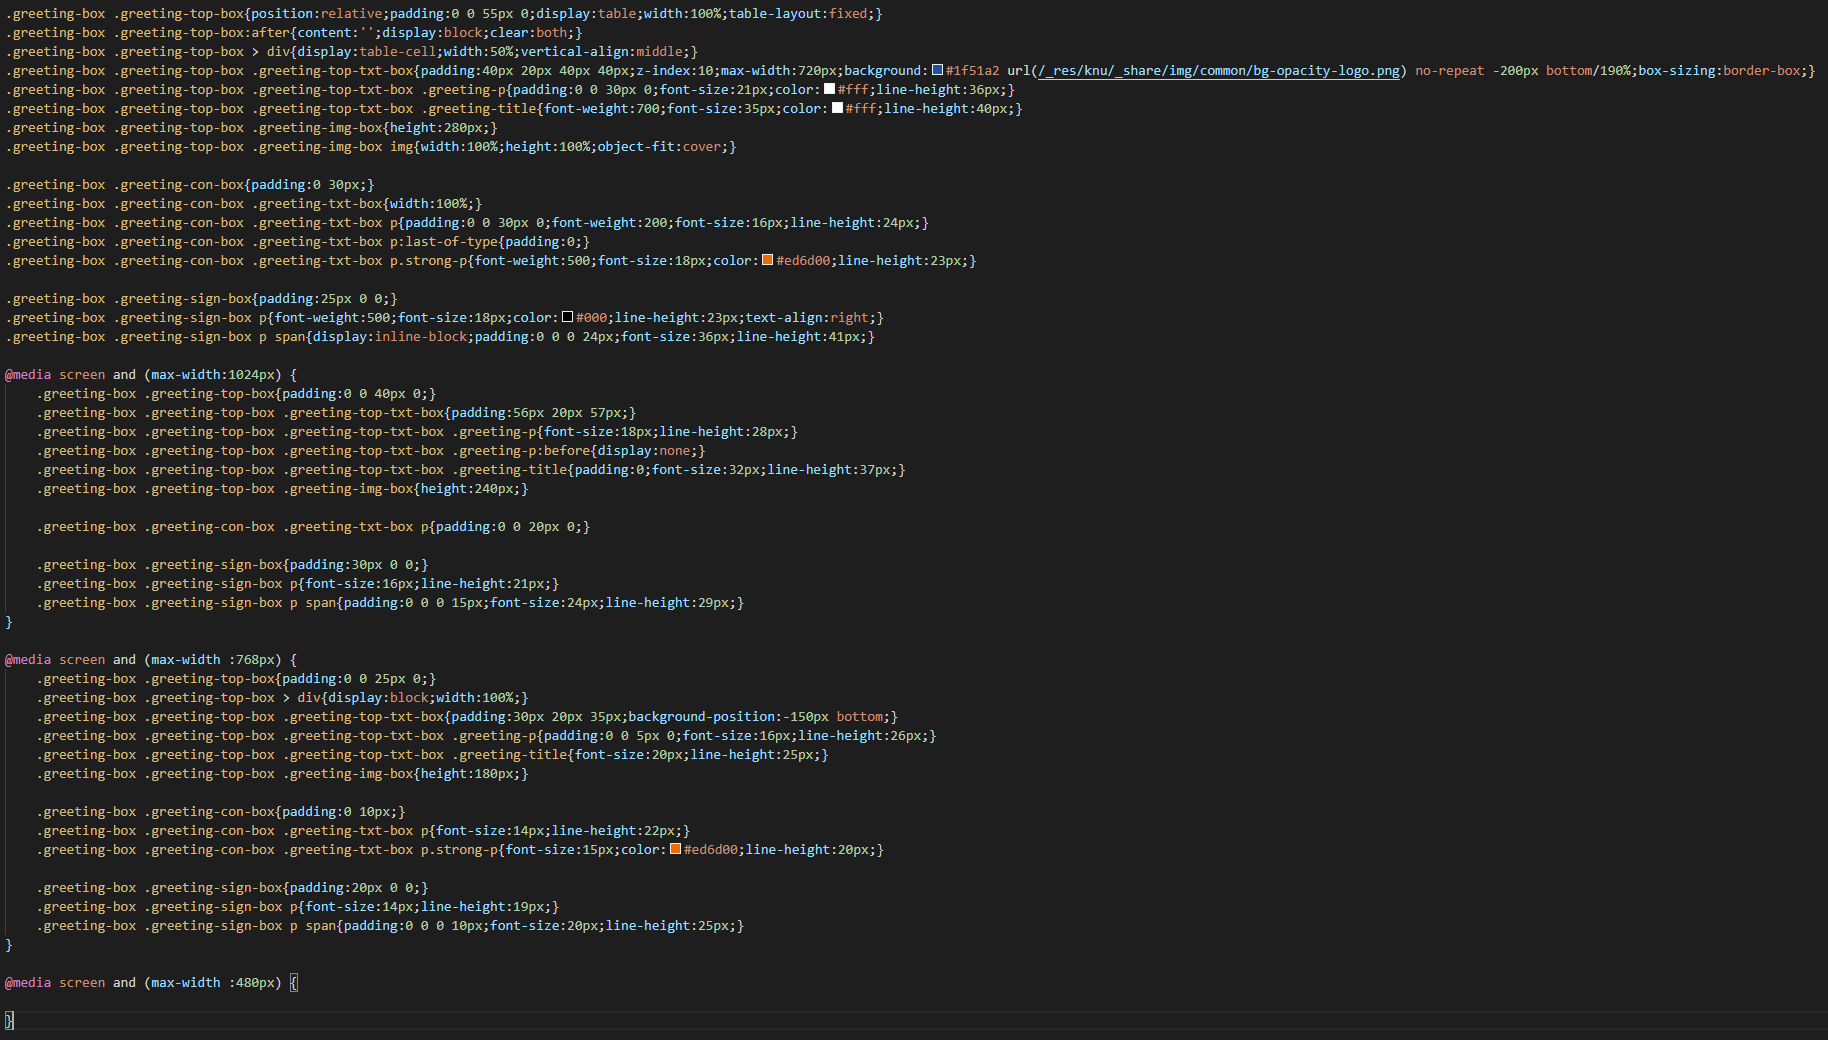 .greeting-box .greeting-top-box{position:relative;padding:0 0 55px 0;display:table;width:100%;table-layout:fixed;}
.greeting-box .greeting-top-box:after{content:'';display:block;clear:both;}
.greeting-box .greeting-top-box > div{display:table-cell;width:50%;vertical-align:middle;}
.greeting-box .greeting-top-box .greeting-top-txt-box{padding:40px 20px 40px 40px;z-index:10;max-width:720px;background:#1f51a2 url(/_res/knu/_share/img/common/bg-opacity-logo.png) no-repeat -200px bottom/190%;box-sizing:border-box;}
.greeting-box .greeting-top-box .greeting-top-txt-box .greeting-p{padding:0 0 30px 0;font-size:21px;color:#fff;line-height:36px;}
.greeting-box .greeting-top-box .greeting-top-txt-box .greeting-title{font-weight:700;font-size:35px;color:#fff;line-height:40px;}
.greeting-box .greeting-top-box .greeting-img-box{height:280px;}
.greeting-box .greeting-top-box .greeting-img-box img{width:100%;height:100%;object-fit:cover;}
.greeting-box .greeting-con-box{padding:0 30px;}
.greeting-box .greeting-con-box .greeting-txt-box{width:100%;}
.greeting-box .greeting-con-box .greeting-txt-box p{padding:0 0 30px 0;font-weight:200;font-size:16px;line-height:24px;}
.greeting-box .greeting-con-box .greeting-txt-box p:last-of-type{padding:0;}
.greeting-box .greeting-con-box .greeting-txt-box p.strong-p{font-weight:500;font-size:18px;color:#ed6d00;line-height:23px;}
.greeting-box .greeting-sign-box{padding:25px 0 0;}
.greeting-box .greeting-sign-box p{font-weight:500;font-size:18px;color:#000;line-height:23px;text-align:right;}
.greeting-box .greeting-sign-box p span{display:inline-block;padding:0 0 0 24px;font-size:36px;line-height:41px;}
@media screen and (max-width:1024px) {
.greeting-box .greeting-top-box{padding:0 0 40px 0;}
.greeting-box .greeting-top-box .greeting-top-txt-box{padding:56px 20px 57px;}
.greeting-box .greeting-top-box .greeting-top-txt-box .greeting-p{font-size:18px;line-height:28px;}
.greeting-box .greeting-top-box .greeting-top-txt-box .greeting-p:before{display:none;}
.greeting-box .greeting-top-box .greeting-top-txt-box .greeting-title{padding:0;font-size:32px;line-height:37px;}
.greeting-box .greeting-top-box .greeting-img-box{height:240px;}
.greeting-box .greeting-con-box .greeting-txt-box p{padding:0 0 20px 0;}
.greeting-box .greeting-sign-box{padding:30px 0 0;}
.greeting-box .greeting-sign-box p{font-size:16px;line-height:21px;}
.greeting-box .greeting-sign-box p span{padding:0 0 0 15px;font-size:24px;line-height:29px;}
}
@media screen and (max-width :768px) {
.greeting-box .greeting-top-box{padding:0 0 25px 0;}
.greeting-box .greeting-top-box > div{display:block;width:100%;}
.greeting-box .greeting-top-box .greeting-top-txt-box{padding:30px 20px 35px;background-position:-150px bottom;}
.greeting-box .greeting-top-box .greeting-top-txt-box .greeting-p{padding:0 0 5px 0;font-size:16px;line-height:26px;}
.greeting-box .greeting-top-box .greeting-top-txt-box .greeting-title{font-size:20px;line-height:25px;}
.greeting-box .greeting-top-box .greeting-img-box{height:180px;}
.greeting-box .greeting-con-box{padding:0 10px;}
.greeting-box .greeting-con-box .greeting-txt-box p{font-size:14px;line-height:22px;}
.greeting-box .greeting-con-box .greeting-txt-box p.strong-p{font-size:15px;color:#ed6d00;line-height:20px;}
.greeting-box .greeting-sign-box{padding:20px 0 0;}
.greeting-box .greeting-sign-box p{font-size:14px;line-height:19px;}
.greeting-box .greeting-sign-box p span{padding:0 0 0 10px;font-size:20px;line-height:25px;}
}
@media screen and (max-width :480px) {
}